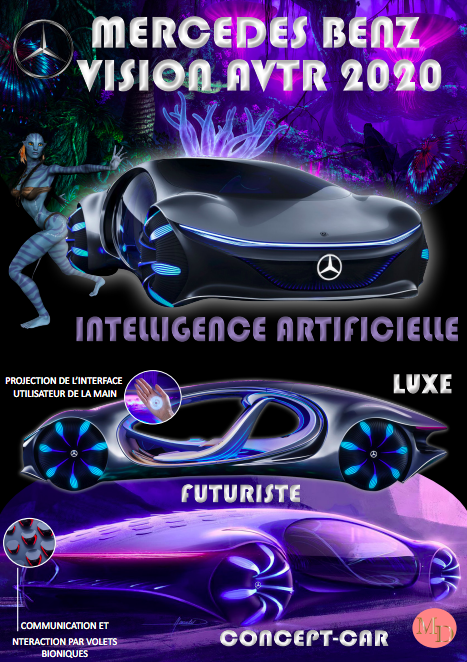 MERCEDES BENZ
VISION AVTR 2020
INTELLIGENCE ARTIFICIELLE
PROJECTION DE L'INTERFACE
UTILISATEUR DE LA MAIN
LUXE
FUTURISTE
COMMUNICATION ET
NTERACTION PAR VOLETS
BIONIQUES
CONCEPT-CAR